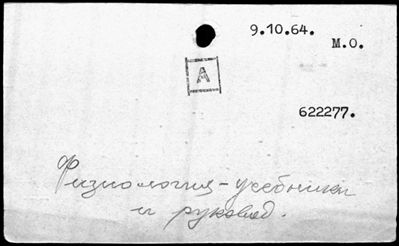 9.10.64.
М.О.
А
622277.
Физиология-учебники
и руковод.